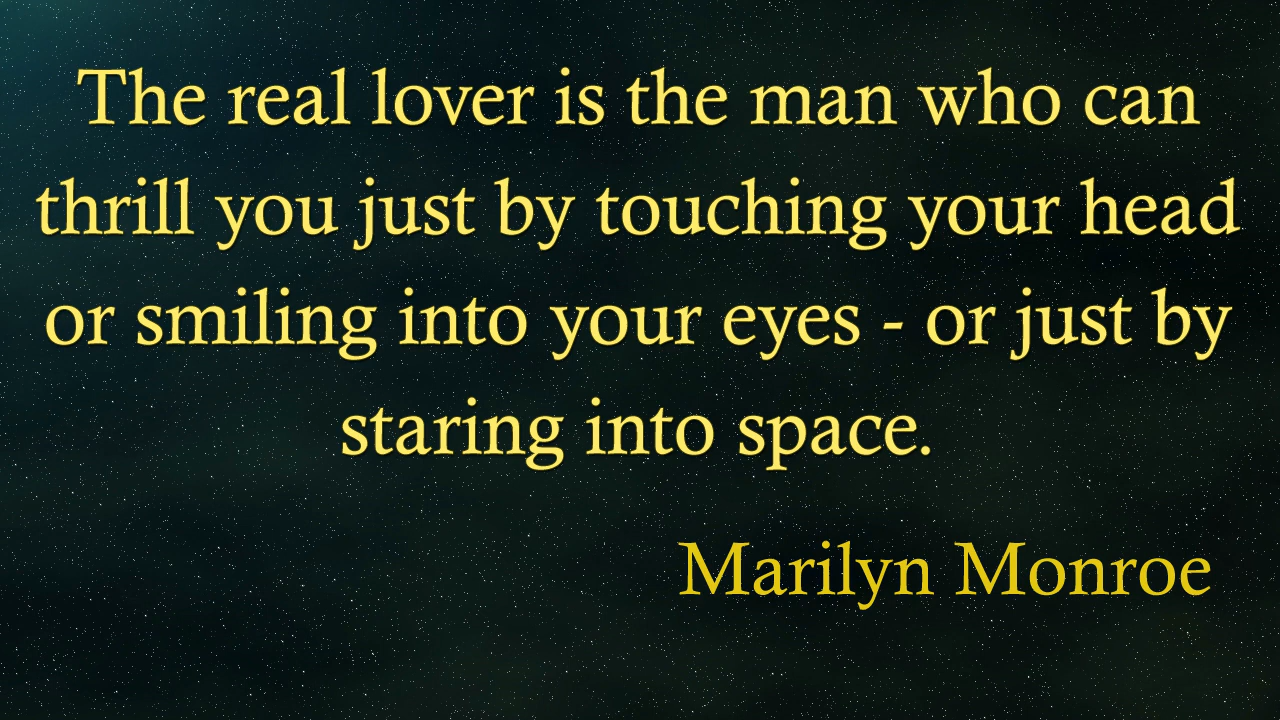 The real lover is the man who can
thrill you just by touching your head
or smiling into your eyes - or just by
staring into space.
Marilyn Monroe